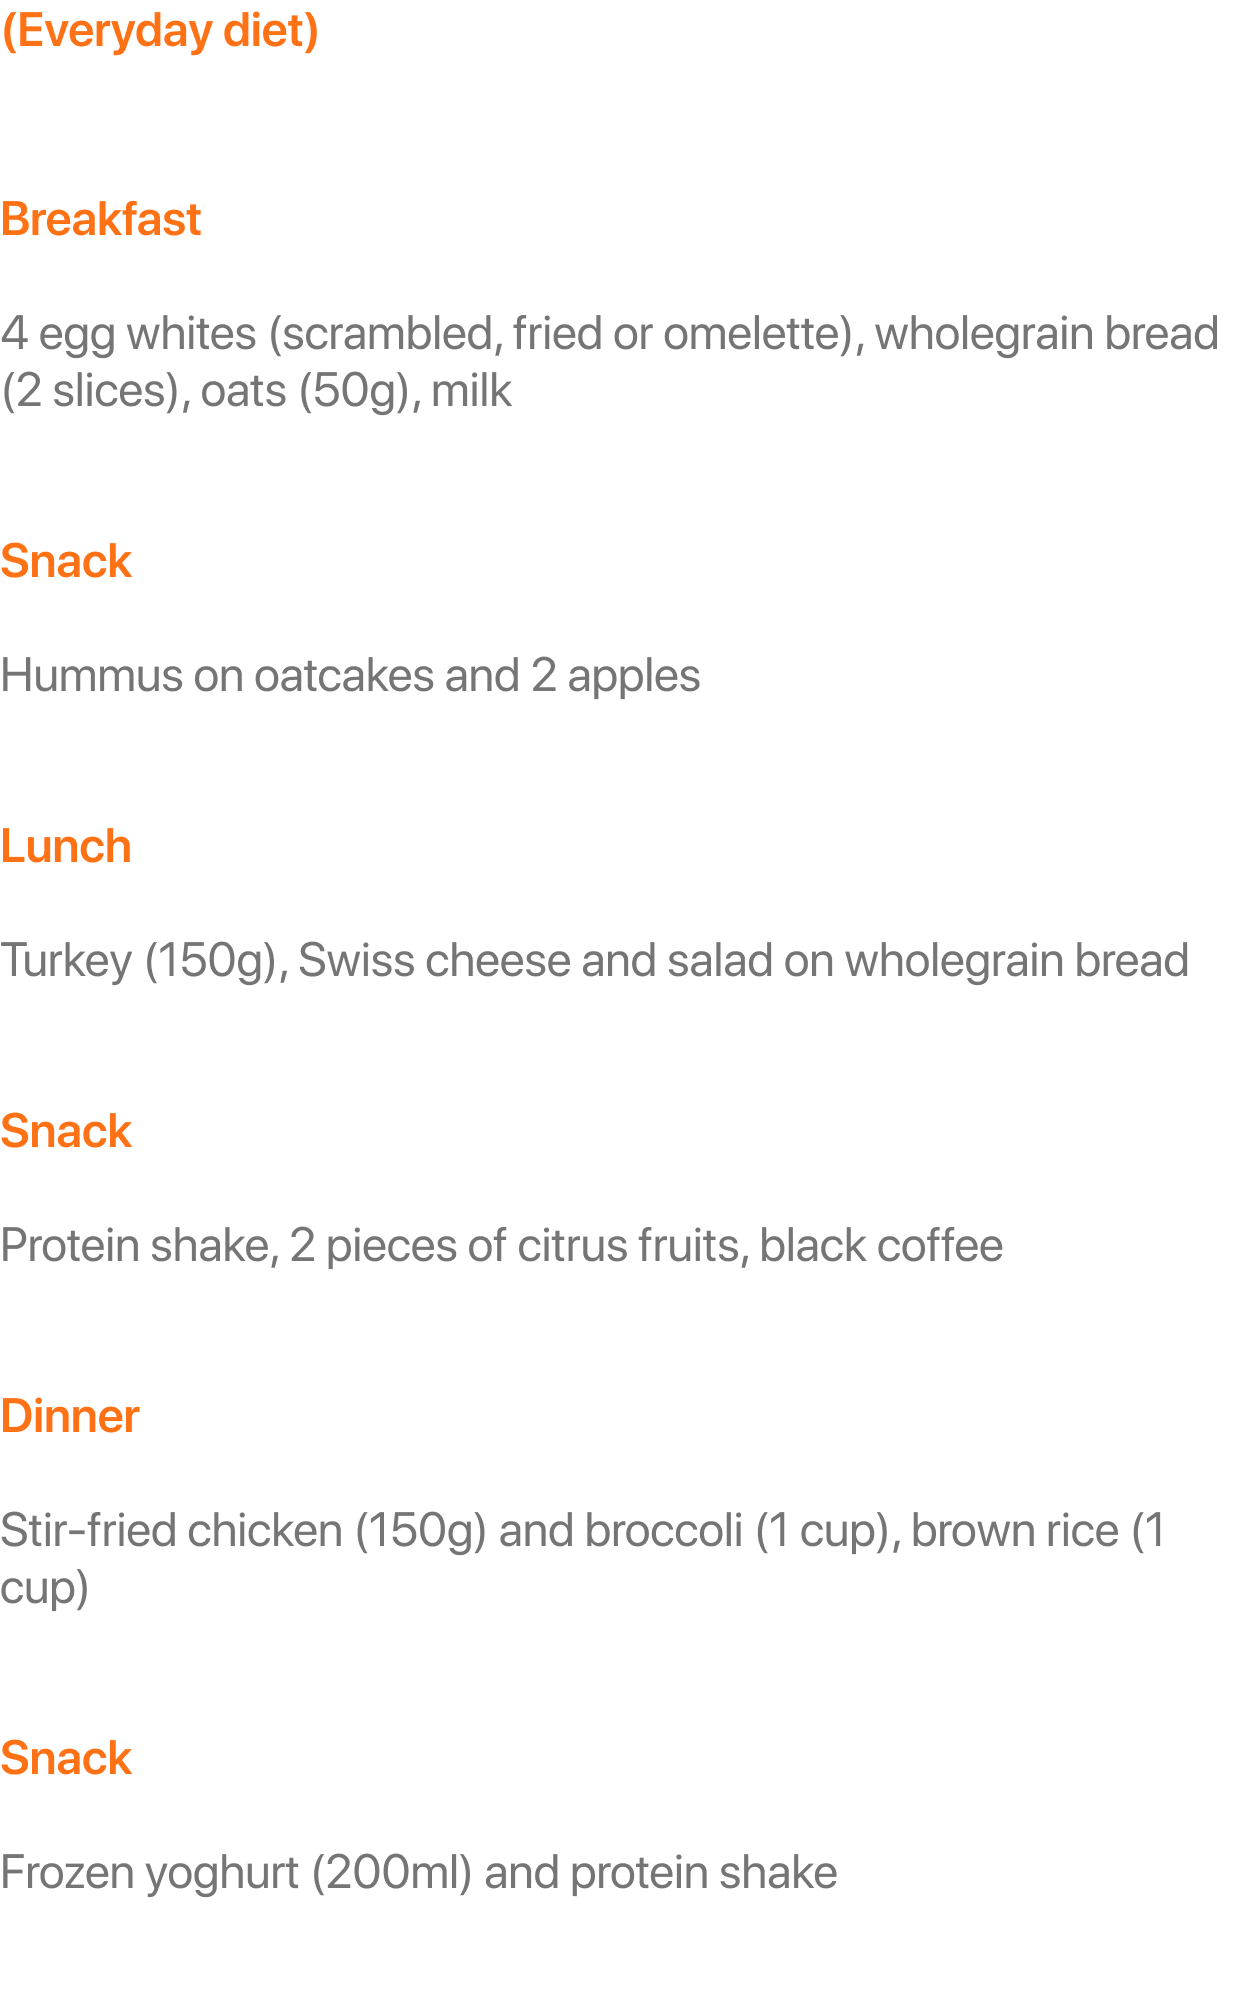 (Everyday diet)
Breakfast
4 egg whites (scrambled, fried or omelette), wholegrain bread
(2 slices), oats (50g), milk
Snack
Hummus on oatcakes and 2 apples
Lunch
Turkey (150g), Swiss cheese and salad on wholegrain bread
Snack
Protein shake, 2 pieces of citrus fruits, black coffee
Dinner
Stir-fried chicken (150g) and broccoli (1 cup), brown rice (1
cup)
Snack
Frozen yoghurt (200ml) and protein shake